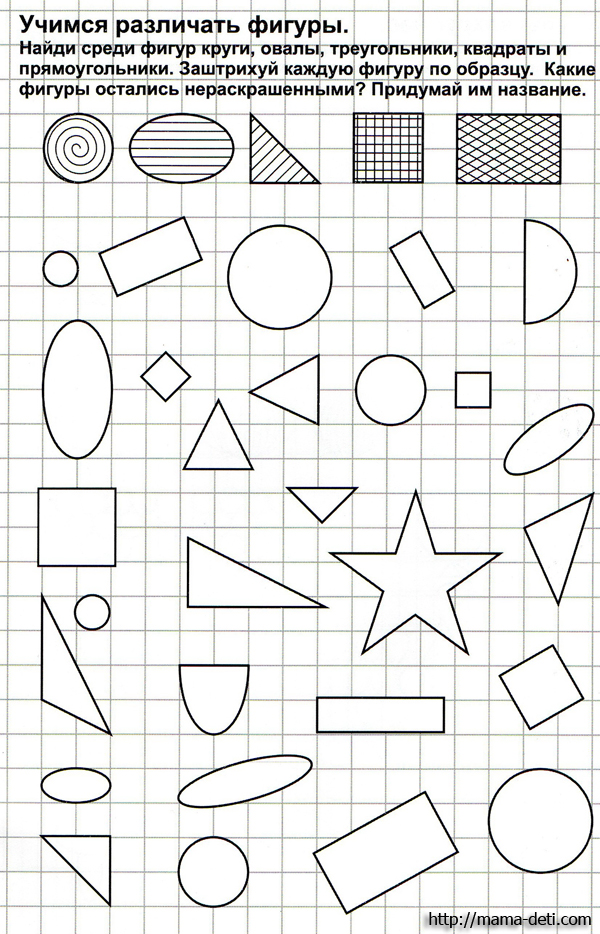 Учимся различать фигуры.
Найди среди фигур круги, овалы, треугольники, квадраты и
прямоугольники. Заштрихуй каждую фигуру по образцу. Какие
фигуры остались нераскрашенными? Придумай им название.
http://mama-deti.com